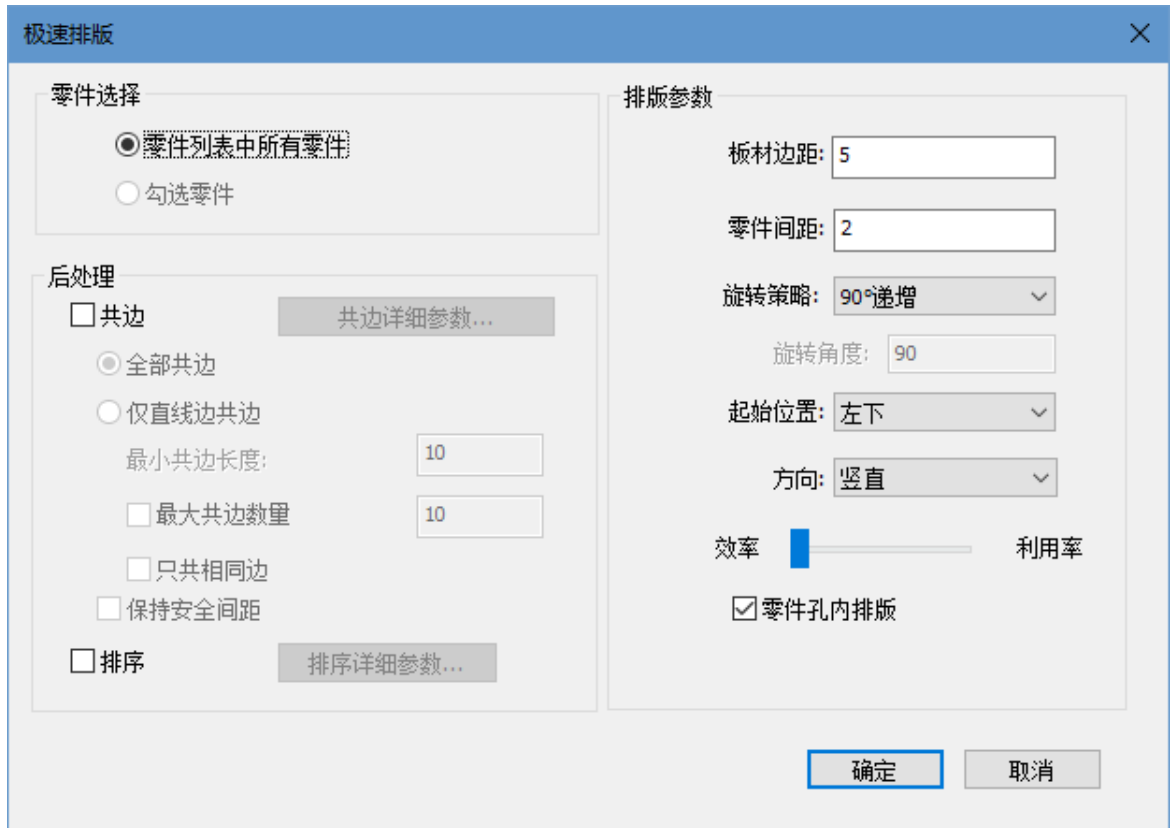 极速排版
零件选择
零件列表中所有零件
勾选零件
后处理
共边 共边详细参数...
全部共边
仅直线边共边
最小共边长度: 10
最大共边数量 10
只共相同边
保持安全间距
排序 排序详细参数...
排版参数
板材边距: 5
零件间距: 2
旋转策略: 90°递增
旋转角度: 90
起始位置: 左下
方向: 竖直
效率 利用率
零件孔内排版
确定 取消